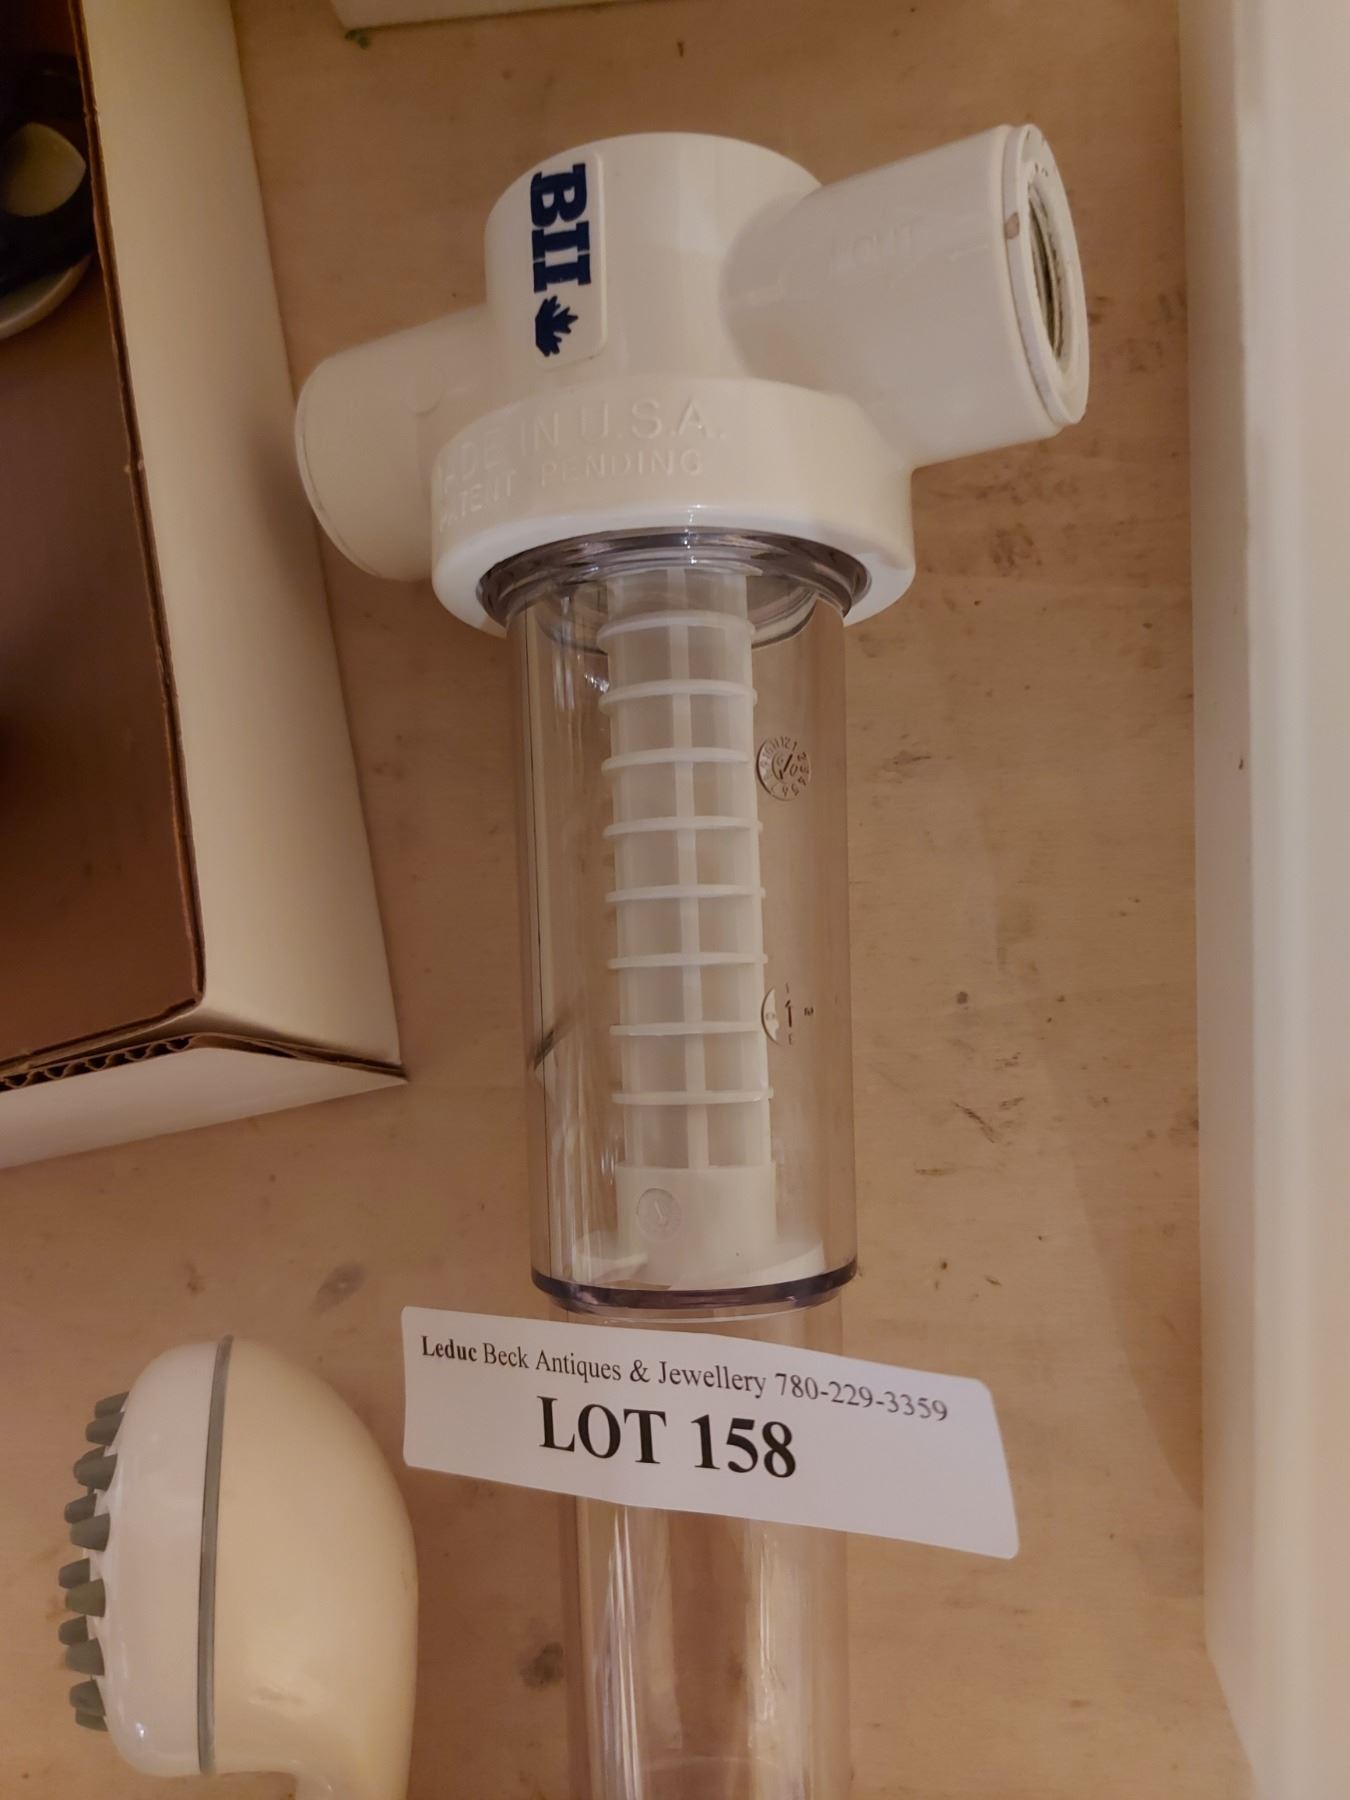 BII
OUT
MADE IN U.S.A.
PATENT PENDING
Leduc Beck Antiques & Jewellery 780-229-3359
LOT 158